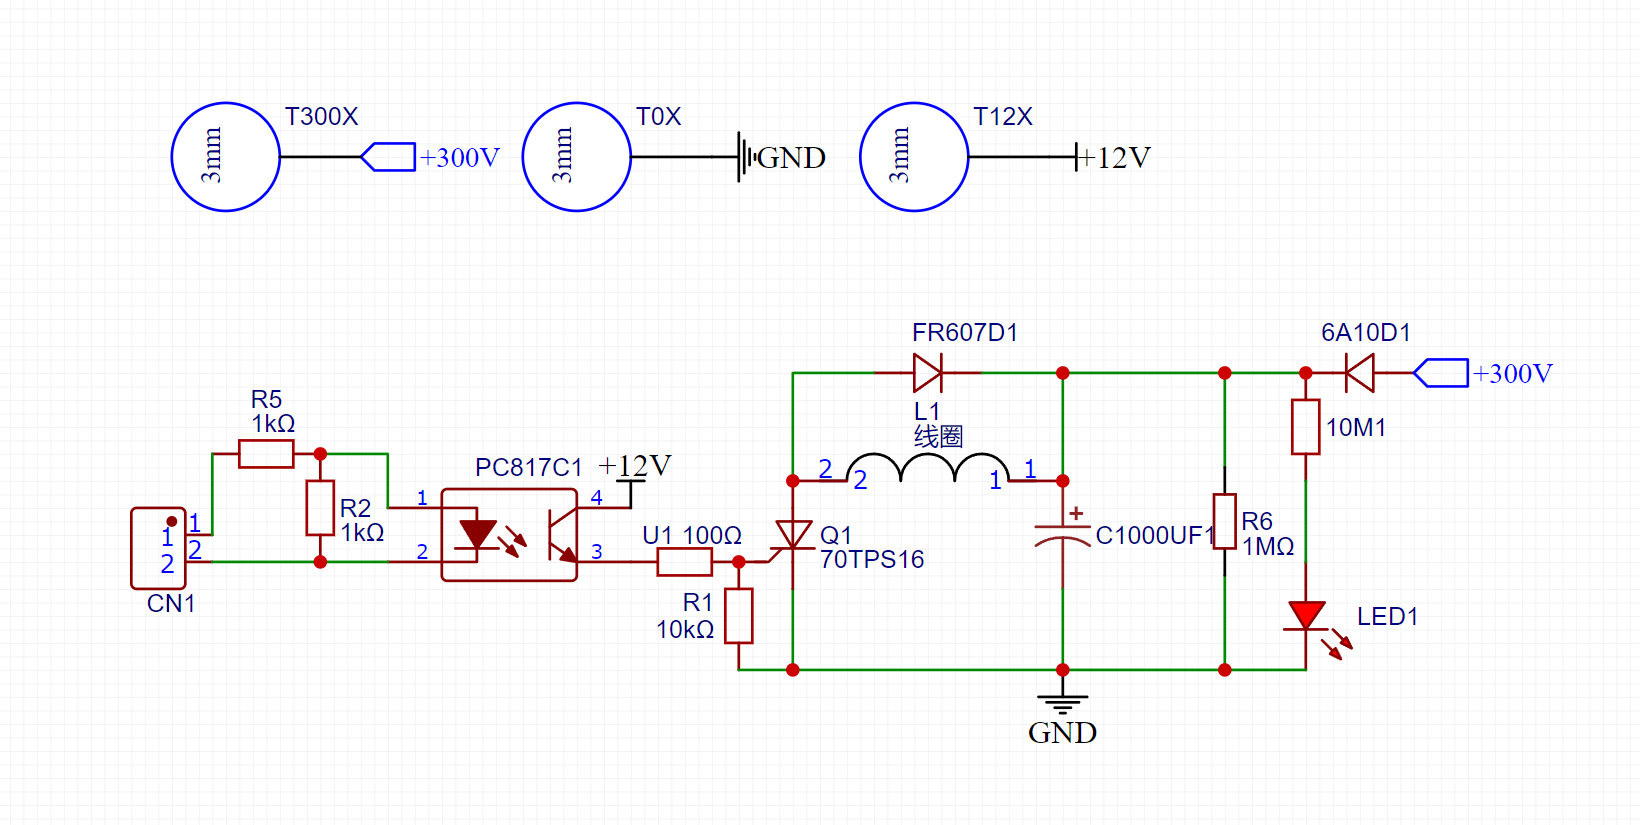 T300X
3mm
+300V
T0X
3mm
GND
T12X
3mm
+12V
FR607D1
6A10D1
+300V
L1
线圈
2
2
1
1
10M1
R5
1kΩ
R2
1kΩ
1
1
2
2
CN1
PC817C1
+12V
1
2
4
3
U1 100Ω
R1
10kΩ
Q1
70TPS16
+
C1000UF1
R6
1MΩ
LED1
GND